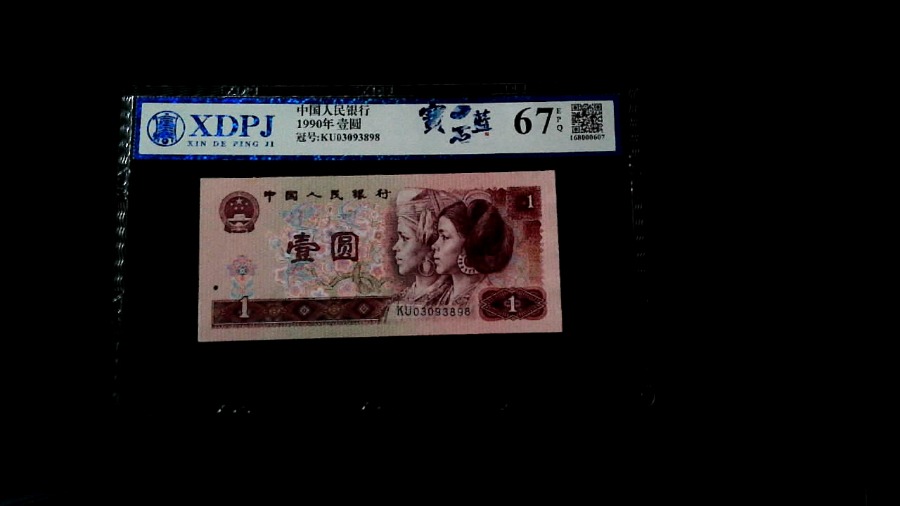 XDPJ
XIN DE PING JI
中国人民银行
1990年 壹圆
冠号:KU03093898
67
EPQ
168000607
中国人民银行
1
壹圆
1
KU03093898
1